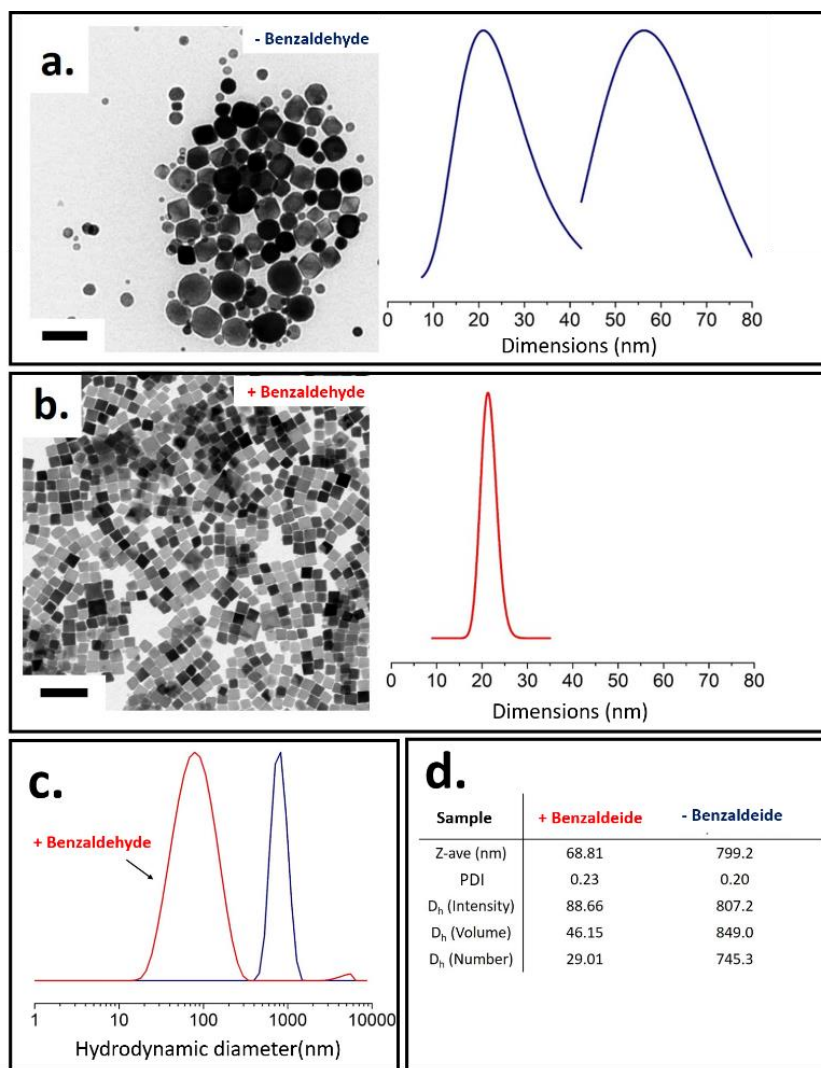 a.
- Benzaldehyde
0 10 20 30 40 50 60 70 80
Dimensions (nm)
b.
+ Benzaldehyde
0 10 20 30 40 50 60 70 80
Dimensions (nm)
c.
+ Benzaldehyde
1 10 100 1000 10000
Hydrodynamic diameter(nm)
d.
Sample + Benzaldeide - Benzaldeide
Z-ave (nm) 68.81 799.2
PDI 0.23 0.20
Dh (Intensity) 88.66 807.2
Dh (Volume) 46.15 849.0
Dh (Number) 29.01 745.3